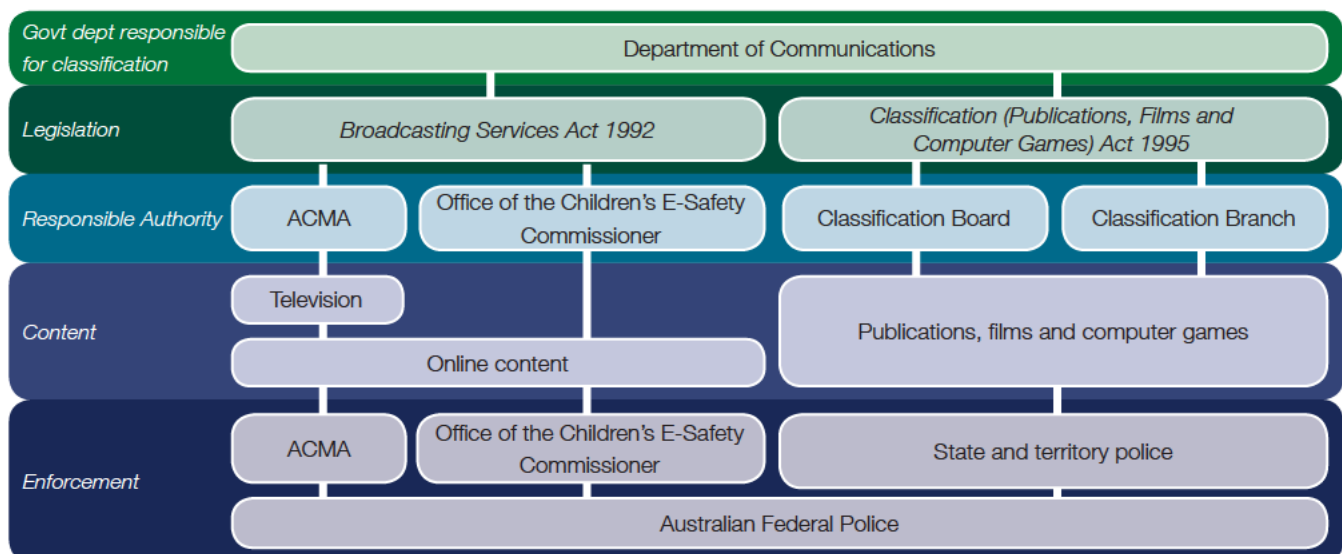 Govt dept responsible
for classification
Department of Communications
Legislation
Broadcasting Services Act 1992
Classification (Publications, Films and
Computer Games) Act 1995
Responsible Authority
ACMA
Office of the Children's E-Safety
Commissioner
Classification Board
Classification Branch
Content
Television
Online content
Publications, films and computer games
Enforcement
ACMA
Office of the Children's E-Safety
Commissioner
State and territory police
Australian Federal Police